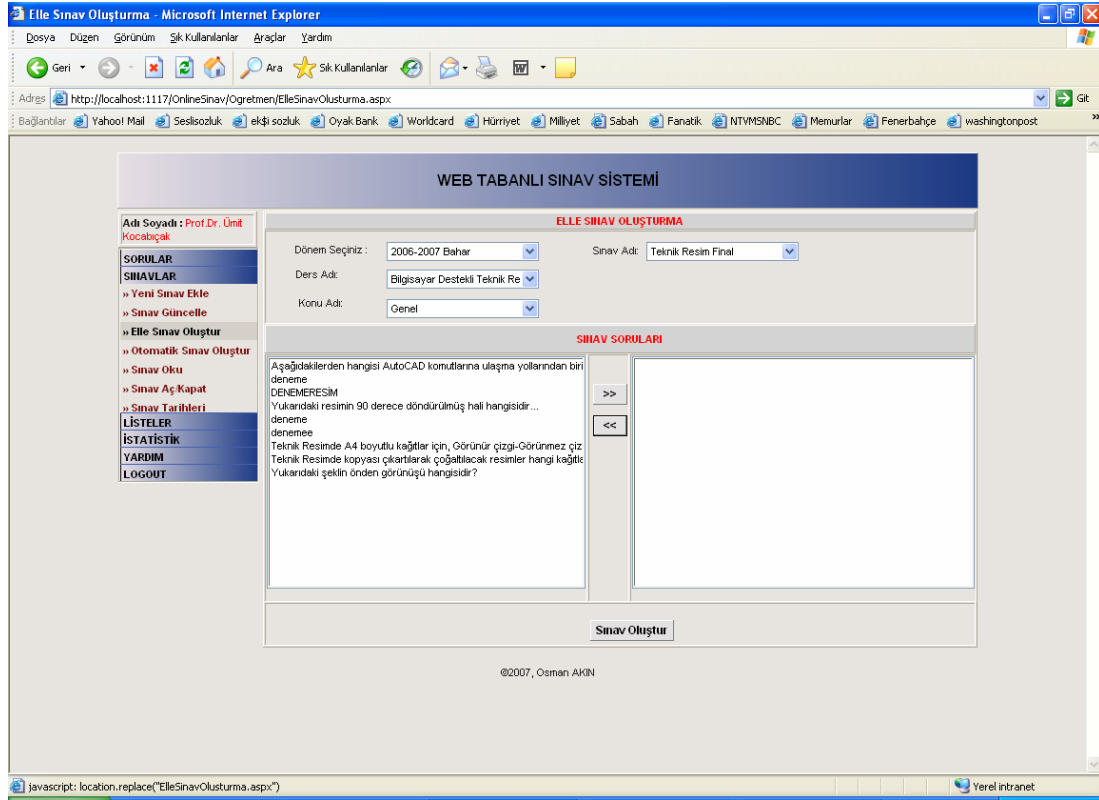 Elle Sınav Oluşturma - Microsoft Internet Explorer
Dosya Düzen Görünüm Sık Kullanılanlar Araçlar Yardım
Geri Ara Sık Kullanılanlar
Adres http://localhost:1117/OnlineSinav/Ogretmen/ElleSinavOlusturma.aspx Git
Bağlantılar Yahoo! Mail Seslisozluk ek$i sozluk Oyak Bank Worldcard Hürriyet Milliyet Sabah Fanatik NTVMSNBC Memurlar Fenerbahçe washingtonpost »
WEB TABANLI SINAV SİSTEMİ
Adı Soyadı : Prof.Dr. Ümit
Kocabıçak
SORULAR
SINAVLAR
» Yeni Sınav Ekle
» Sınav Güncelle
» Elle Sınav Oluştur
» Otomatik Sınav Oluştur
» Sınav Oku
» Sınav Aç/Kapat
» Sınav Tarihleri
LİSTELER
İSTATİSTİK
YARDIM
LOGOUT
ELLE SINAV OLUŞTURMA
Dönem Seçiniz : 2006-2007 Bahar Sınav Adı: Teknik Resim Final
Ders Adı: Bilgisayar Destekli Teknik Re
Konu Adı: Genel
SINAV SORULARI
Aşağıdakilerden hangisi AutoCAD komutlarına ulaşma yollarından biri
deneme
DENEMERESİM
Yukarıdaki resimin 90 derece döndürülmüş hali hangisidir...
deneme
denemee
Teknik Resimde A4 boyutlu kağıtlar için, Görünür çizgi-Görünmez çiz
Teknik Resimde kopyası çıkartılarak çoğaltılacak resimler hangi kağıtla
Yukarıdaki şeklin önden görünüşü hangisidir?
>>
<<
Sınav Oluştur
©2007, Osman AKIN
javascript: location.replace("ElleSinavOlusturma.aspx") Yerel intranet